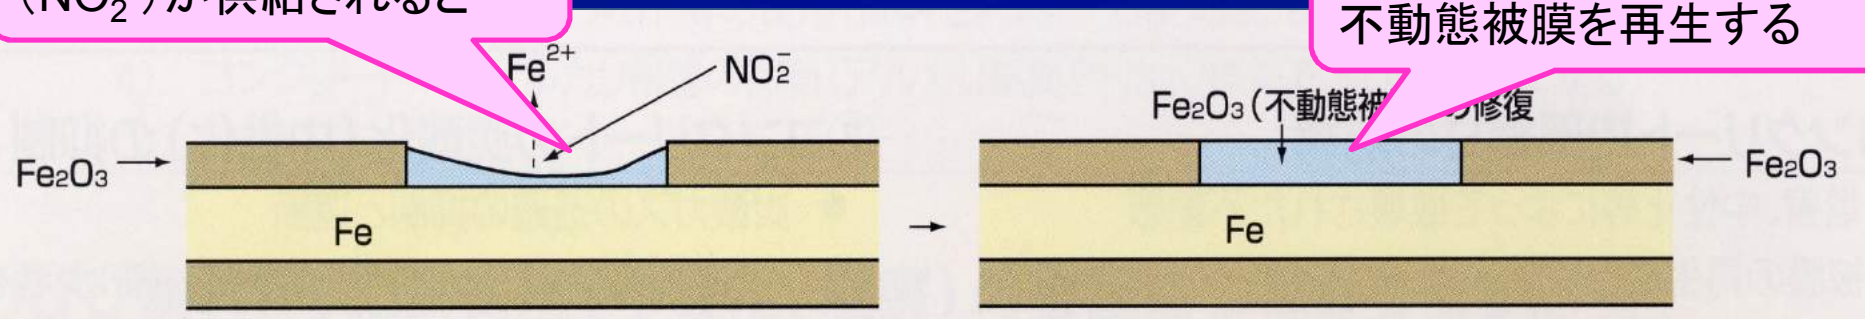 (NO₂⁻)が供給されると
不動態被膜を再生する
Fe²⁺
NO₂⁻
Fe₂O₃(不動態被
の修復
Fe₂O₃
Fe₂O₃
Fe
Fe